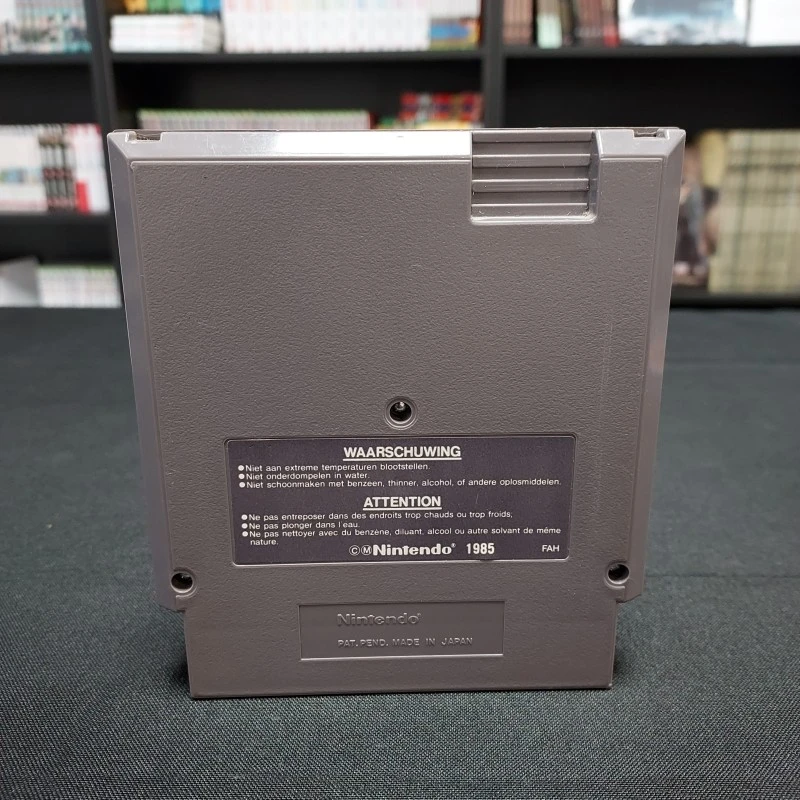 WAARSCHUWING
●Niet aan extreme temperaturen blootstellen.
●Niet onderdompelen in water.
●Niet schoonmaken met benzeen, thinner, alcohol, of andere oplosmiddelen.
ATTENTION
●Ne pas entreposer dans des endroits trop chauds ou trop froids.
●Ne pas plonger dans l'eau.
●Ne pas nettoyer avec du benzène, diluant, alcool ou autre solvant de même
nature.
©Ⓜ Nintendo® 1985 FAH
Nintendo®
PAT. PEND. MADE IN JAPAN